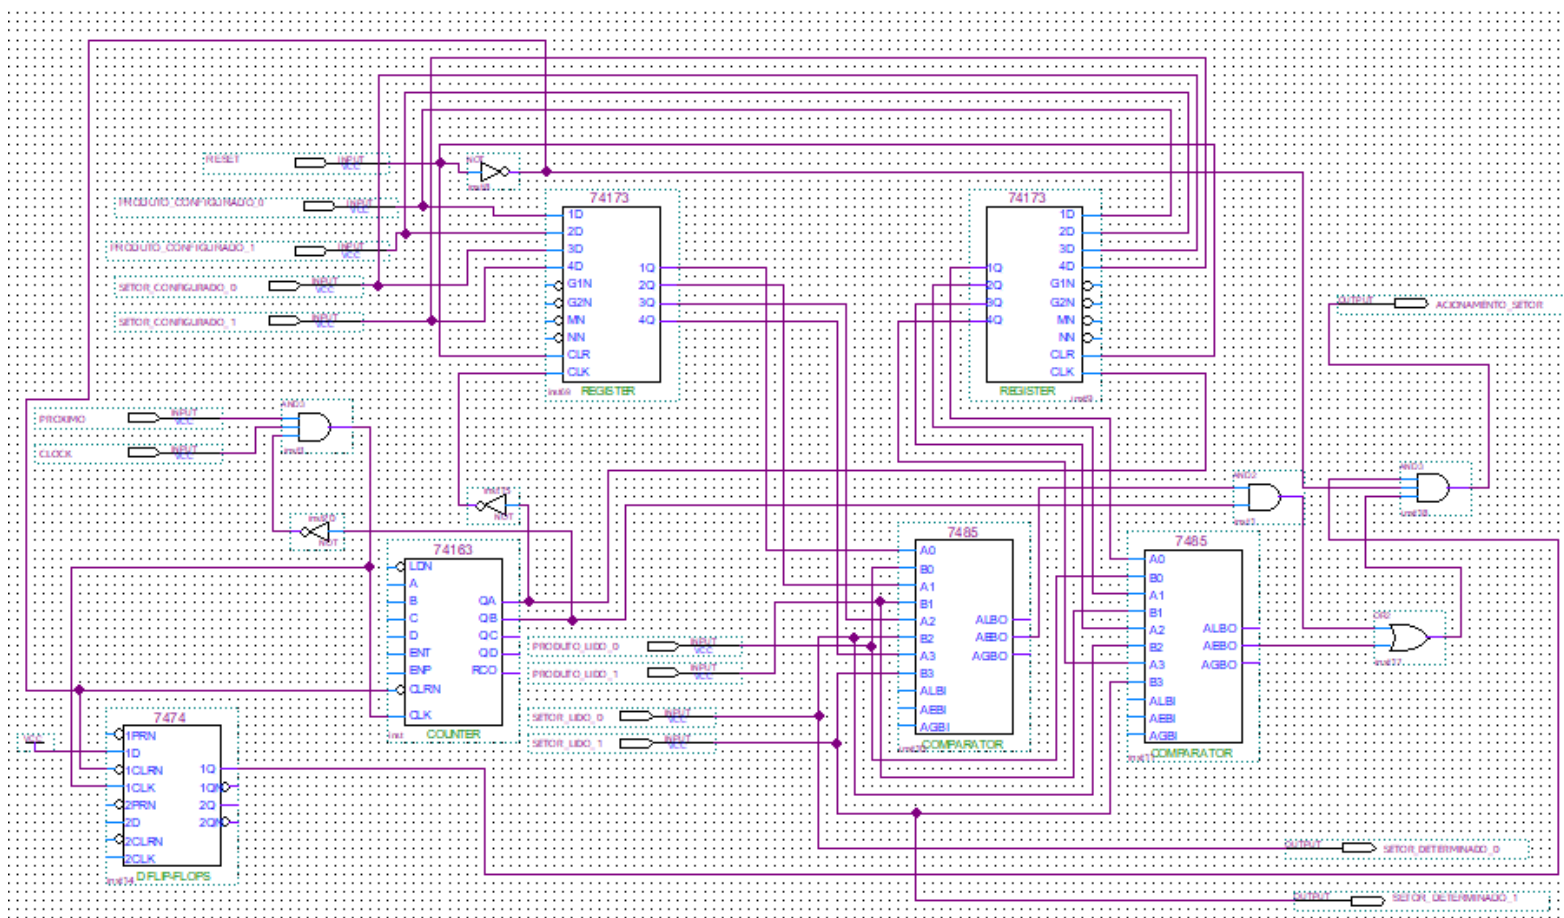 RESET
INPUT
VCC
NOT
PRODUTO_CONFIGURADO_0
INPUT
VCC
PRODUTO_CONFIGURADO_1
INPUT
VCC
SETOR_CONFIGURADO_0
INPUT
VCC
SETOR_CONFIGURADO_1
INPUT
VCC
74173
1D
2D
3D
4D
G1N
G2N
MN
NN
CLR
CLK
1Q
2Q
3Q
4Q
REGISTER
74173
1D
2D
3D
4D
G1N
G2N
MN
NN
CLR
CLK
1Q
2Q
3Q
4Q
REGISTER
OUTPUT
ACIONAMENTO_SETOR
PROXIMO
INPUT
VCC
CLOCK
INPUT
VCC
AND3
NOT
NOT
74163
LDN
A
B
C
D
ENT
ENP
CLRN
CLK
QA
QB
QC
QD
RCO
COUNTER
inst
PRODUTO_LIDO_0
INPUT
VCC
PRODUTO_LIDO_1
INPUT
VCC
SETOR_LIDO_0
INPUT
VCC
SETOR_LIDO_1
INPUT
VCC
7485
A0
B0
A1
B1
A2
B2
A3
B3
ALBI
AEBI
AGBI
ALBO
AEBO
AGBO
COMPARATOR
7485
A0
B0
A1
B1
A2
B2
A3
B3
ALBI
AEBI
AGBI
ALBO
AEBO
AGBO
COMPARATOR
AND2
AND3
OR2
VCC
7474
1PRN
1D
1CLRN
1CLK
2PRN
2D
2CLRN
2CLK
1Q
1QN
2Q
2QN
D FLIP-FLOPS
OUTPUT
SETOR_DETERMINADO_0
OUTPUT
SETOR_DETERMINADO_1